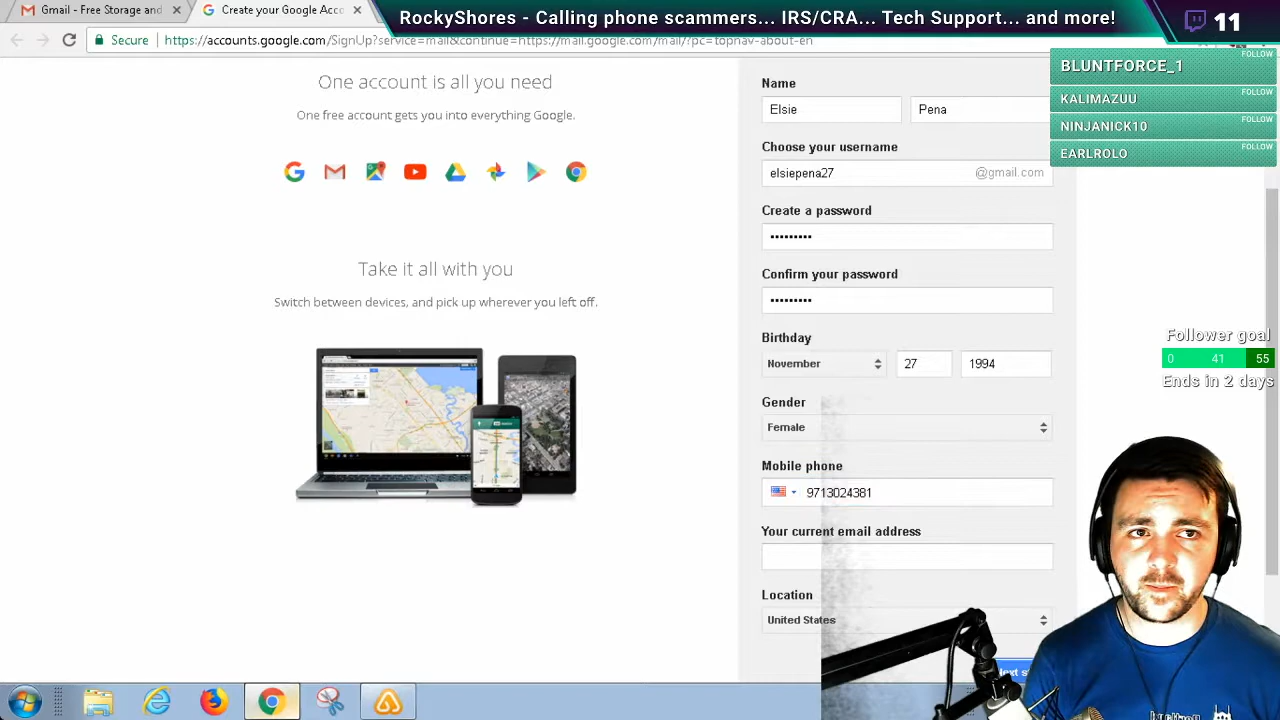 Gmail - Free Storage and
Create your Google Acc
RockyShores - Calling phone scammers... IRS/CRA... Tech Support... and more!
11
Secure
https://accounts.google.com/SignUp?service=mail&continue=https://mail.google.com/mail/?pc=topnav-about-en
FOLLOW
BLUNTFORCE_1
FOLLOW
KALIMAZUU
FOLLOW
NINJANICK10
FOLLOW
EARLROLO
One account is all you need
One free account gets you into everything Google.
Take it all with you
Switch between devices, and pick up wherever you left off.
Name
Elsie
Pena
Choose your username
elsiepena27
@gmail.com
Create a password
•••••••••
Confirm your password
•••••••••
Birthday
November
27
1994
Gender
Female
Mobile phone
9713024381
Your current email address
Location
United States
Follower goal
0 41 55
Ends in 2 days